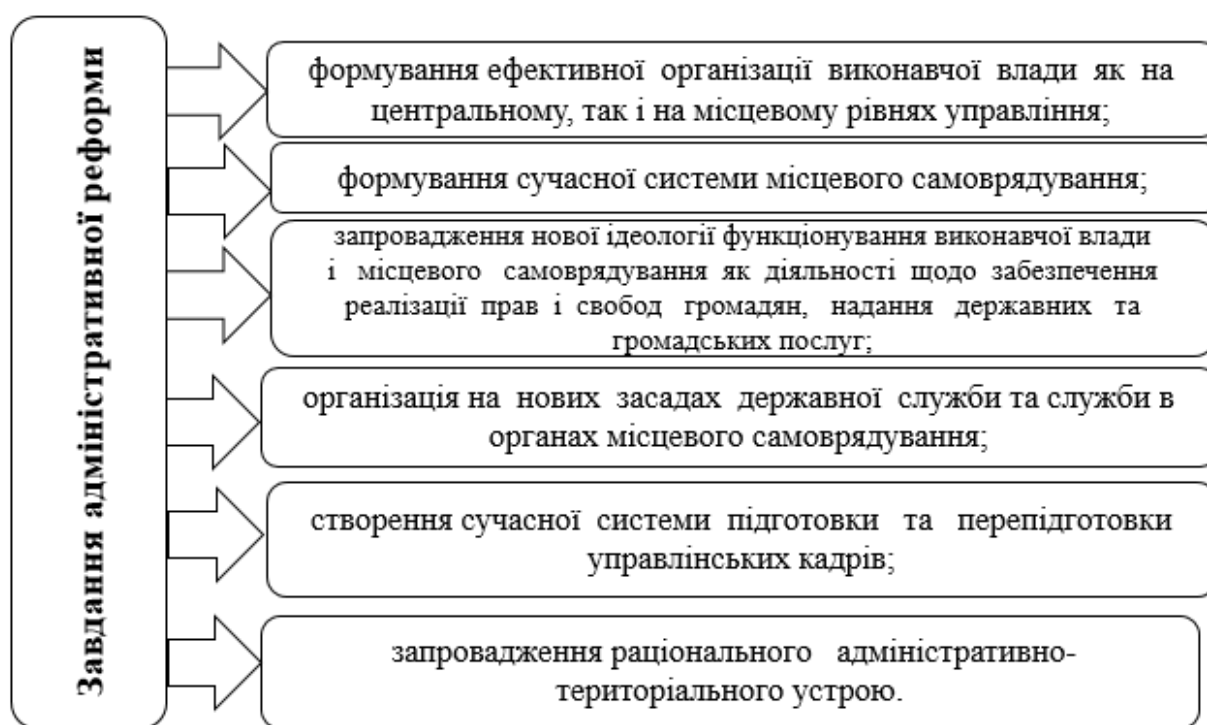 Завдання адміністративної реформи
формування ефективної організації виконавчої влади як на
центральному, так і на місцевому рівнях управління;
формування сучасної системи місцевого самоврядування;
запровадження нової ідеології функціонування виконавчої влади
і місцевого самоврядування як діяльності щодо забезпечення
реалізації прав і свобод громадян, надання державних та
громадських послуг;
організація на нових засадах державної служби та служби в
органах місцевого самоврядування;
створення сучасної системи підготовки та перепідготовки
управлінських кадрів;
запровадження раціонального адміністративно-
територіального устрою.